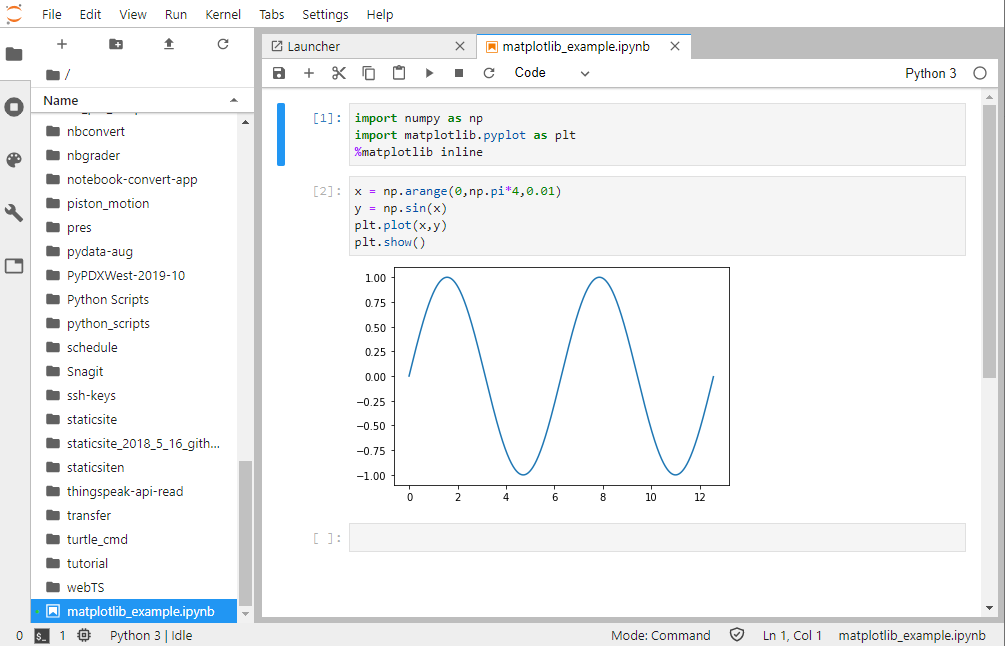 File Edit View Run Kernel Tabs Settings Help
/
Name
nbconvert
nbgrader
notebook-convert-app
piston_motion
pres
pydata-aug
PyPDXWest-2019-10
Python Scripts
python_scripts
schedule
Snagit
ssh-keys
staticsite
staticsite_2018_5_16_gith...
staticsiten
thingspeak-api-read
transfer
turtle_cmd
tutorial
webTS
matplotlib_example.ipynb
Launcher matplotlib_example.ipynb
Code Python 3
[1]: import numpy as np
import matplotlib.pyplot as plt
%matplotlib inline
[2]: x = np.arange(0,np.pi*4,0.01)
y = np.sin(x)
plt.plot(x,y)
plt.show()
1.00
0.75
0.50
0.25
0.00
−0.25
−0.50
−0.75
−1.00
0 2 4 6 8 10 12
[ ]:
0 $_ 1 Python 3 | Idle Mode: Command Ln 1, Col 1 matplotlib_example.ipynb